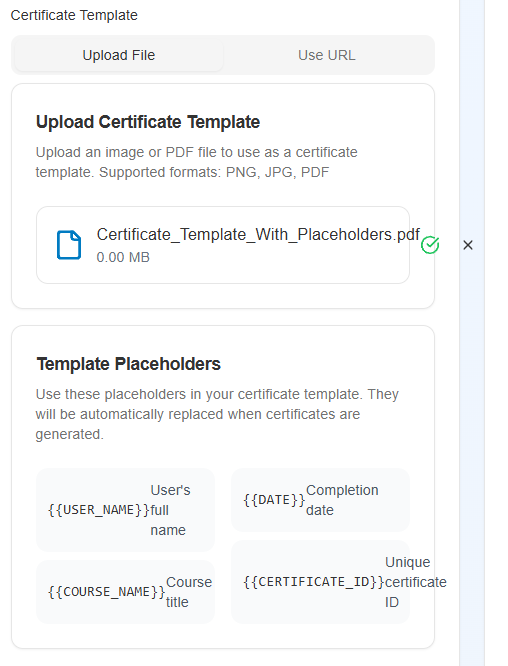 Certificate Template
Upload File
Use URL
Upload Certificate Template
Upload an image or PDF file to use as a certificate
template. Supported formats: PNG, JPG, PDF
Certificate_Template_With_Placeholders.pdf
0.00 MB
Template Placeholders
Use these placeholders in your certificate template. They
will be automatically replaced when certificates are
generated.
{{USER_NAME}}
User's
full
name
{{DATE}}
Completion
date
{{COURSE_NAME}}
Course
title
{{CERTIFICATE_ID}}
Unique
certificate
ID